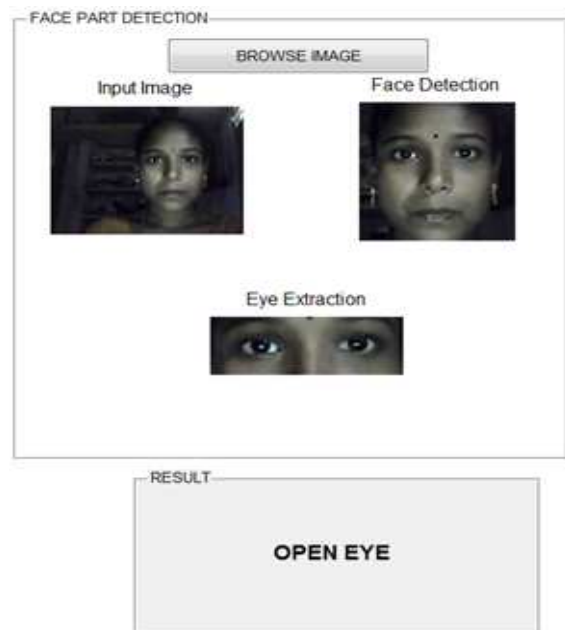 FACE PART DETECTION
BROWSE IMAGE
Input Image
Face Detection
Eye Extraction
RESULT
OPEN EYE